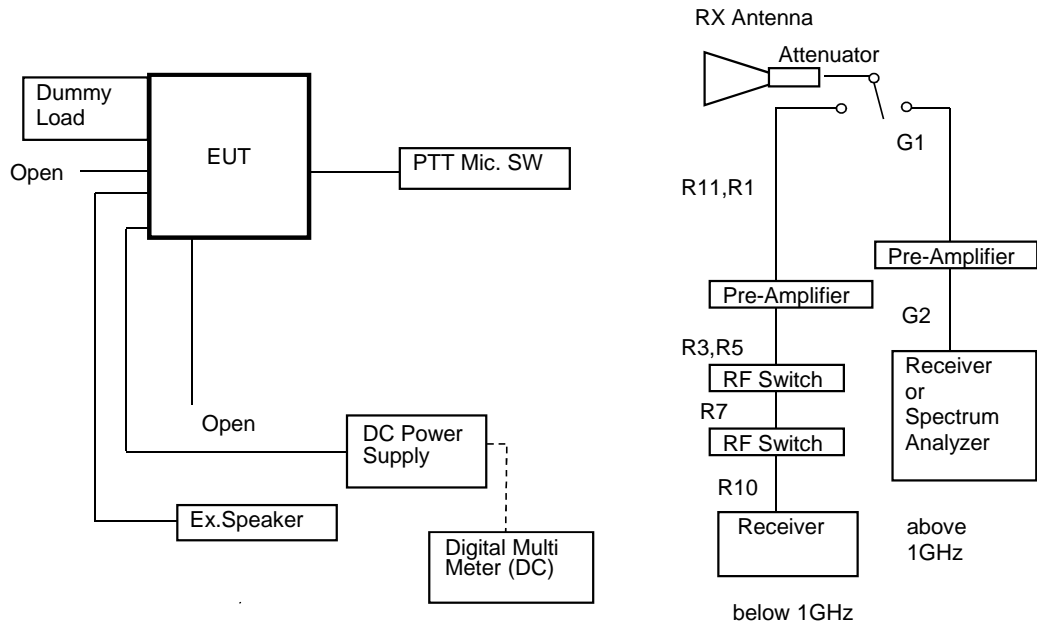 RX Antenna
Attenuator
Dummy
Load
EUT
PTT Mic. SW
Open
G1
R11,R1
Pre-Amplifier
Pre-Amplifier
G2
R3,R5
RF Switch
Receiver
or
Spectrum
Analyzer
R7
Open
DC Power
Supply
RF Switch
R10
Ex.Speaker
Receiver
above
1GHz
Digital Multi
Meter (DC)
below 1GHz